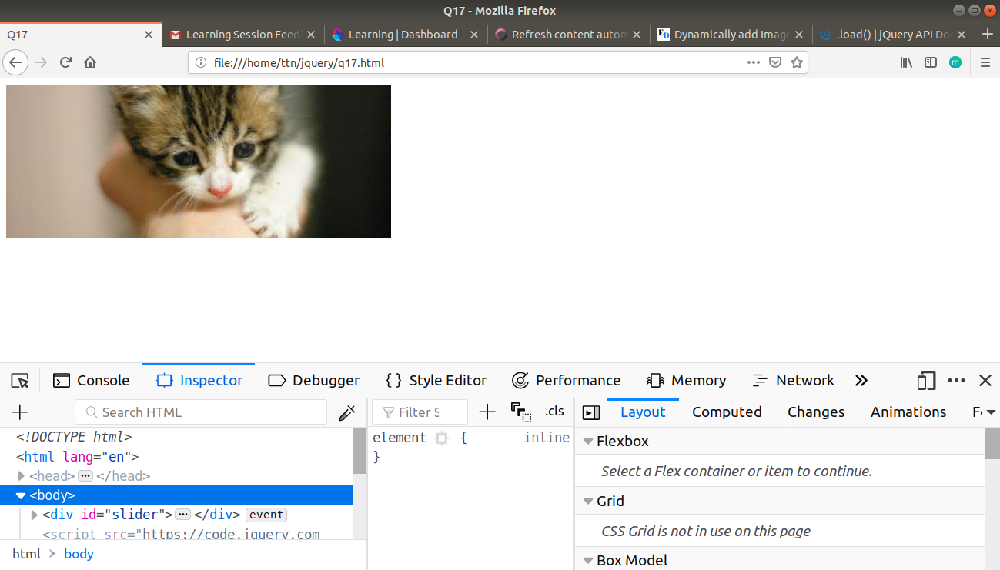 Q17 - Mozilla Firefox
Q17
Learning Session Feed
Learning | Dashboard
Refresh content autom
Dynamically add Image
.load() | jQuery API Do
file:///home/ttn/jquery/q17.html
m
Console
Inspector
Debugger
{ } Style Editor
Performance
Memory
Network
Search HTML
Filter S
.cls
Layout
Computed
Changes
Animations
F
<!DOCTYPE html>
<html lang="en">
<head> ••• </head>
<body>
<div id="slider"> ••• </div> event
<script src="https://code.jquery.com
html > body
element { inline
}
Flexbox
Select a Flex container or item to continue.
Grid
CSS Grid is not in use on this page
Box Model